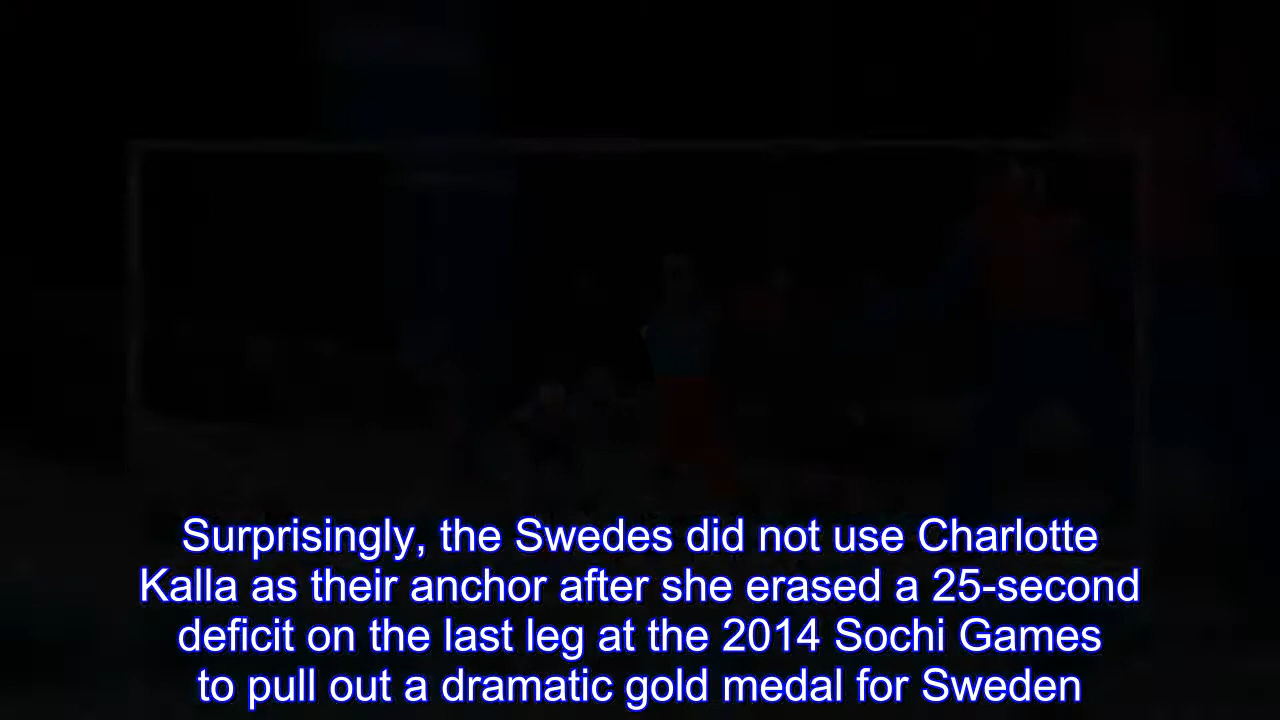 Surprisingly, the Swedes did not use Charlotte
Kalla as their anchor after she erased a 25-second
deficit on the last leg at the 2014 Sochi Games
to pull out a dramatic gold medal for Sweden